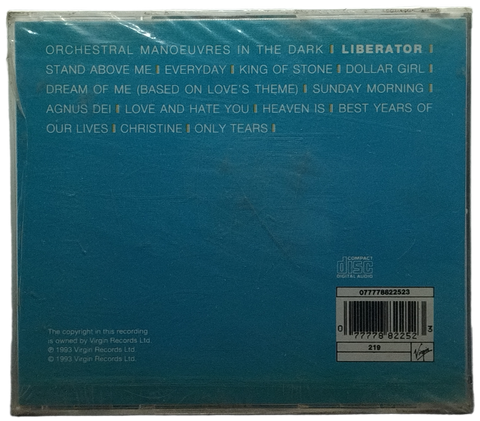 ORCHESTRAL MANOEUVRES IN THE DARK | LIBERATOR |
STAND ABOVE ME | EVERYDAY | KING OF STONE | DOLLAR GIRL |
DREAM OF ME (BASED ON LOVE'S THEME) | SUNDAY MORNING |
AGNUS DEI | LOVE AND HATE YOU | HEAVEN IS | BEST YEARS OF
OUR LIVES | CHRISTINE | ONLY TEARS |
COMPACT
disc
DIGITAL AUDIO
077778822523
0 77778 82252 3
219
Virgin
The copyright in this recording
is owned by Virgin Records Ltd.
℗ 1993 Virgin Records Ltd.
© 1993 Virgin Records Ltd.